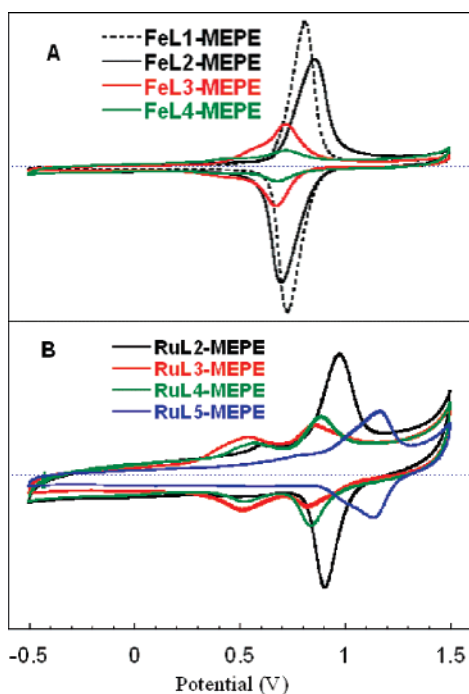 A
FeL1-MEPE
FeL2-MEPE
FeL3-MEPE
FeL4-MEPE
B
RuL2-MEPE
RuL3-MEPE
RuL4-MEPE
RuL5-MEPE
-0.5 0 0.5 1 1.5
Potential (V)